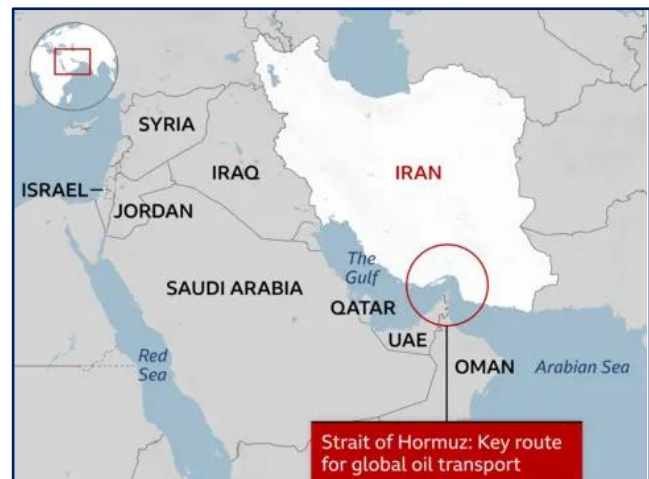 SYRIA
IRAQ
IRAN
ISRAEL
JORDAN
The
Gulf
SAUDI ARABIA
QATAR
UAE
Red
Sea
OMAN
Arabian Sea
Strait of Hormuz: Key route
for global oil transport